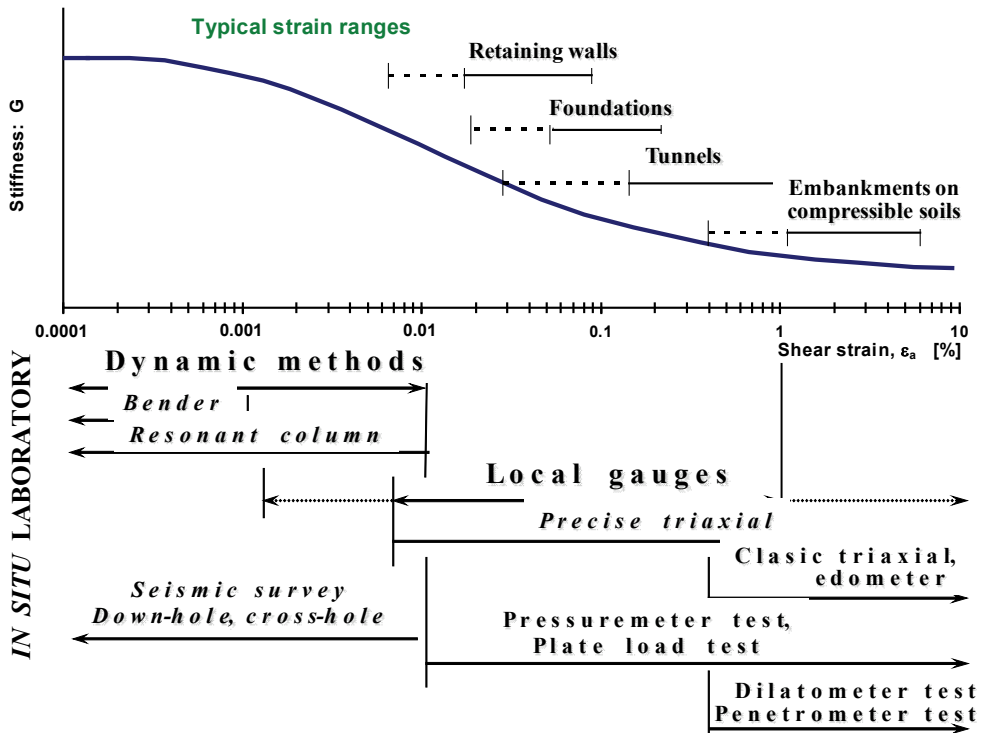 Typical strain ranges
Retaining walls
Foundations
Tunnels
Embankments on
compressible soils
Stiffness: G
0.0001
0.001
0.01
0.1
1
10
Shear strain, εa [%]
IN SITU LABORATORY
Dynamic methods
Bender
Resonant column
Local gauges
Precise triaxial
Clasic triaxial,
edometer
Seismic survey
Down-hole, cross-hole
Pressuremeter test,
Plate load test
Dilatometer test
Penetrometer test